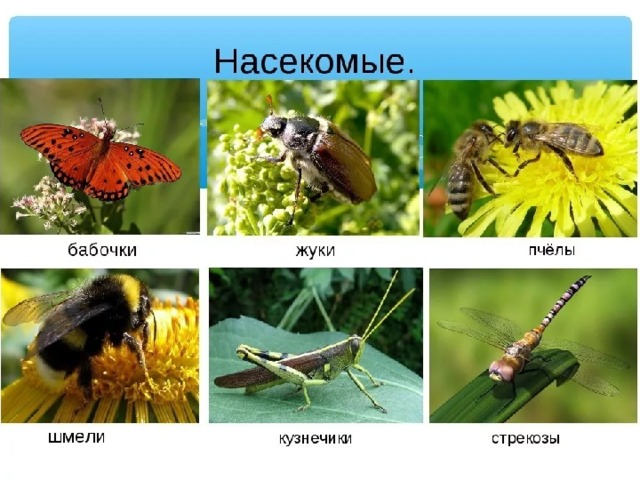 Насекомые.
бабочки
жуки
пчёлы
шмели
кузнечики
стрекозы